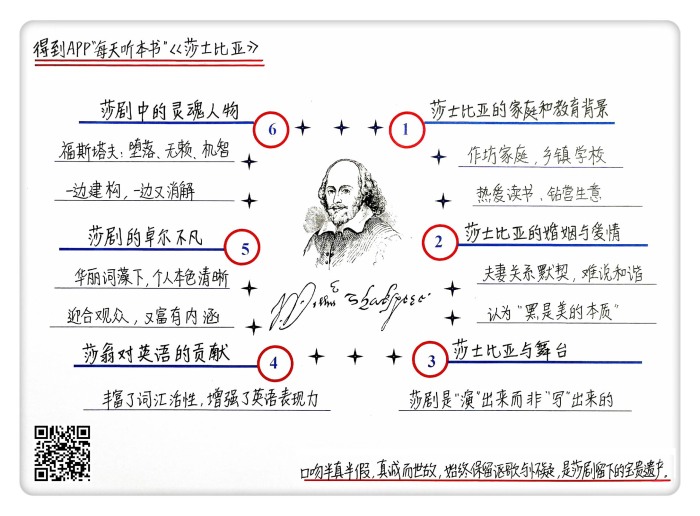 得到APP"每天听本书"《莎士比亚》
1
莎士比亚的家庭和教育背景
作坊家庭，乡镇学校
热爱读书，钻营生意
2
莎士比亚的婚姻与爱情
夫妻关系默契，难说和谐
认为"黑是美的本质"
3
莎士比亚与舞台
莎剧是"演"出来而非"写"出来的
4
莎翁对英语的贡献
丰富了词汇活性，增强了英语表现力
5
莎剧的卓尔不凡
华丽词藻下，个人本色清晰
迎合观众，又富有内涵
6
莎剧中的灵魂人物
福斯塔夫：堕落、无赖、机智
一边建构，一边又消解
口吻半真半假，真诚而世故，始终保留讴歌与怀疑，是莎剧留下的宝贵遗产。